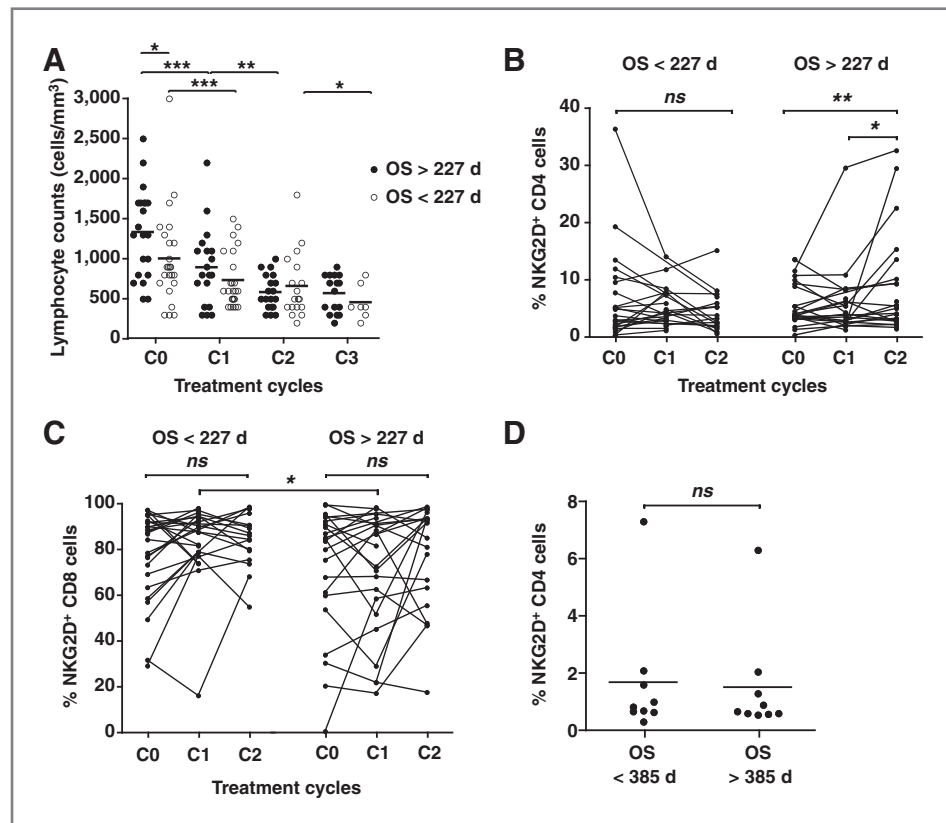 A
*
*** **
*** *
Lymphocyte counts (cells/mm³)
3,000
2,500
2,000
1,500
1,000
500
0
C0 C1 C2 C3
Treatment cycles
● OS > 227 d
○ OS < 227 d
B
OS < 227 d OS > 227 d
ns **
*
% NKG2D⁺ CD4 cells
40
30
20
10
0
C0 C1 C2 C0 C1 C2
Treatment cycles
C
OS < 227 d OS > 227 d
ns ns
*
% NKG2D⁺ CD8 cells
100
80
60
40
20
0
C0 C1 C2 C0 C1 C2
Treatment cycles
D
ns
% NKG2D⁺ CD4 cells
8
6
4
2
0
OS OS
< 385 d > 385 d